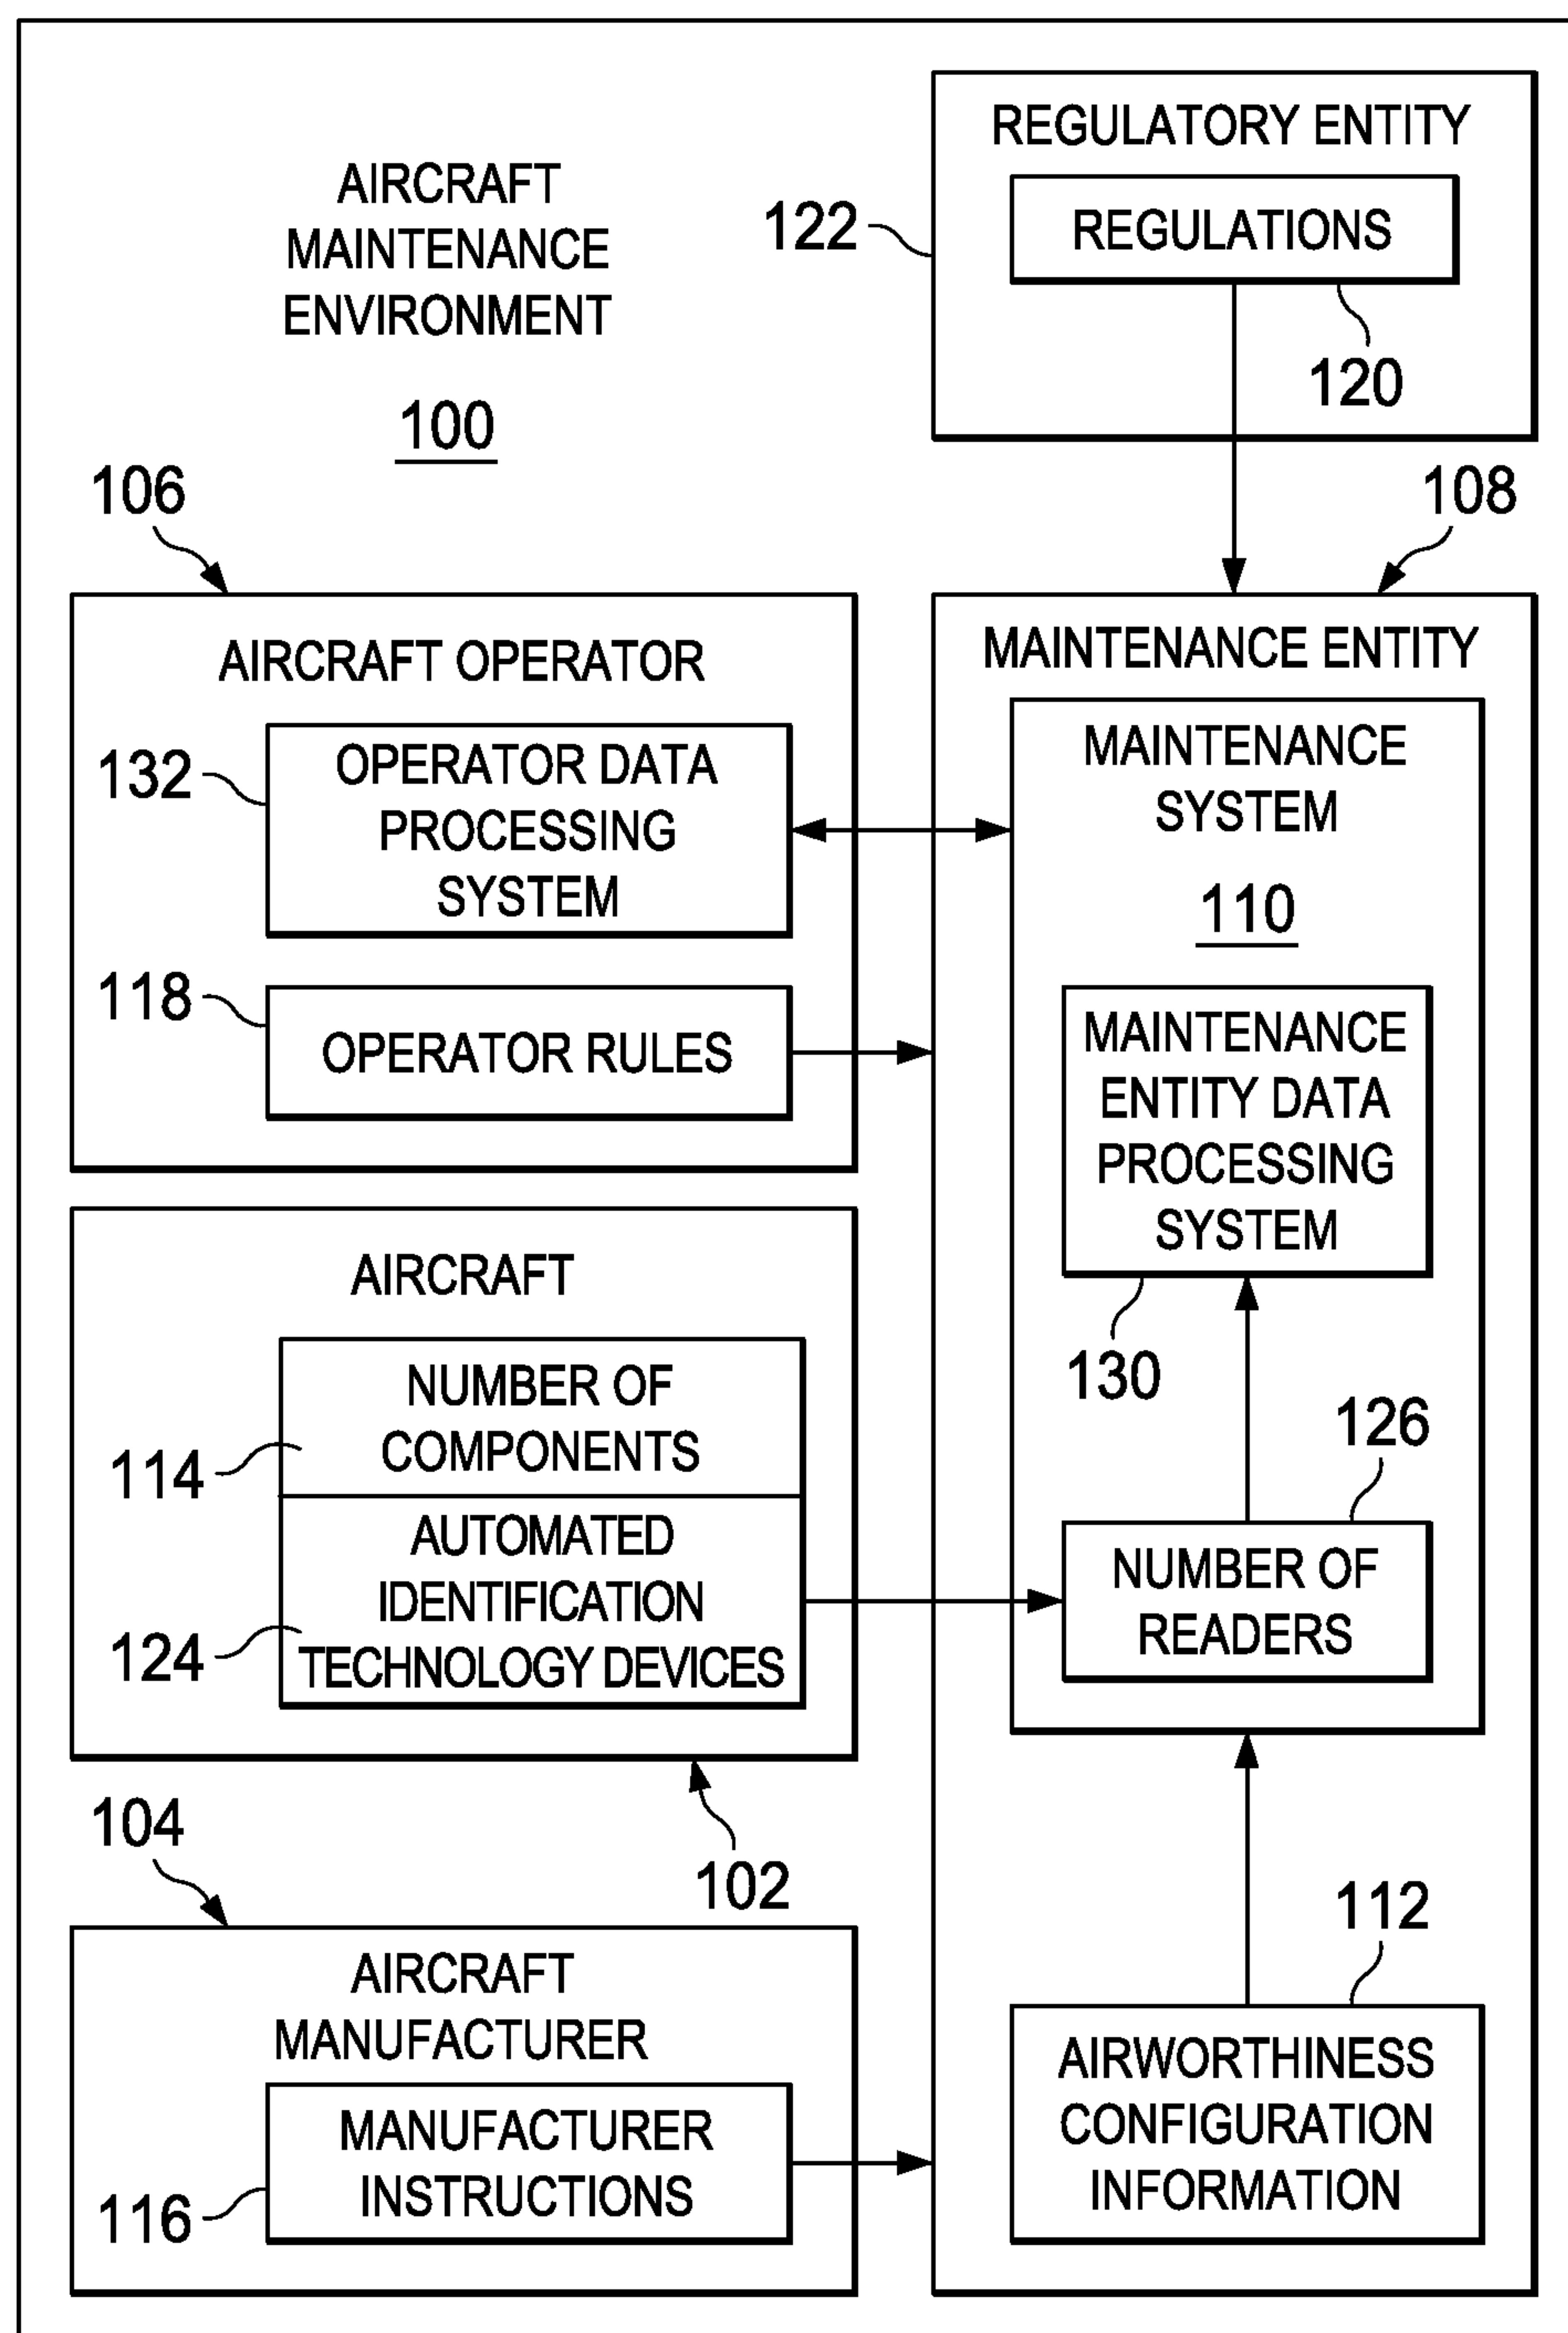 AIRCRAFT
MAINTENANCE
ENVIRONMENT
100
REGULATORY ENTITY
REGULATIONS
122
120
106
AIRCRAFT OPERATOR
132
OPERATOR DATA
PROCESSING
SYSTEM
118
OPERATOR RULES
108
MAINTENANCE ENTITY
MAINTENANCE
SYSTEM
110
MAINTENANCE
ENTITY DATA
PROCESSING
SYSTEM
130
126
NUMBER OF
READERS
AIRCRAFT
NUMBER OF
COMPONENTS
114
AUTOMATED
IDENTIFICATION
TECHNOLOGY DEVICES
124
102
104
AIRCRAFT
MANUFACTURER
MANUFACTURER
INSTRUCTIONS
116
112
AIRWORTHINESS
CONFIGURATION
INFORMATION